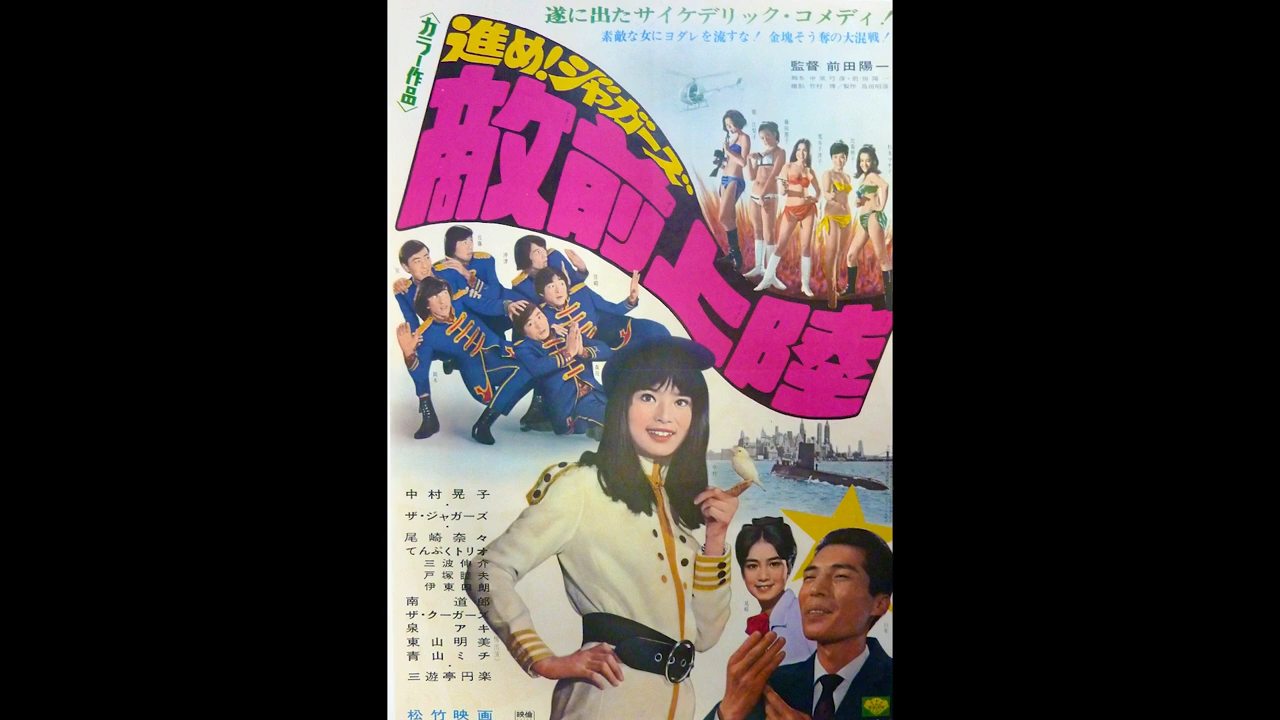 遂に出たサイケデリック・コメディ!
素敵な女にヨダレを流すな! 金塊そう奪の大混戦!
〈カラー作品〉
進め!ジャガーズ
敵前上陸
監督 前田陽一
中村晃子
ザ・ジャガーズ
尾崎奈々
てんぷくトリオ
三波伸介
戸塚睦夫
伊東四朗
南 道郎
ザ・クーガーズ
泉 アキ
東山明美
青山ミチ
三遊亭円楽
松竹映画
映倫